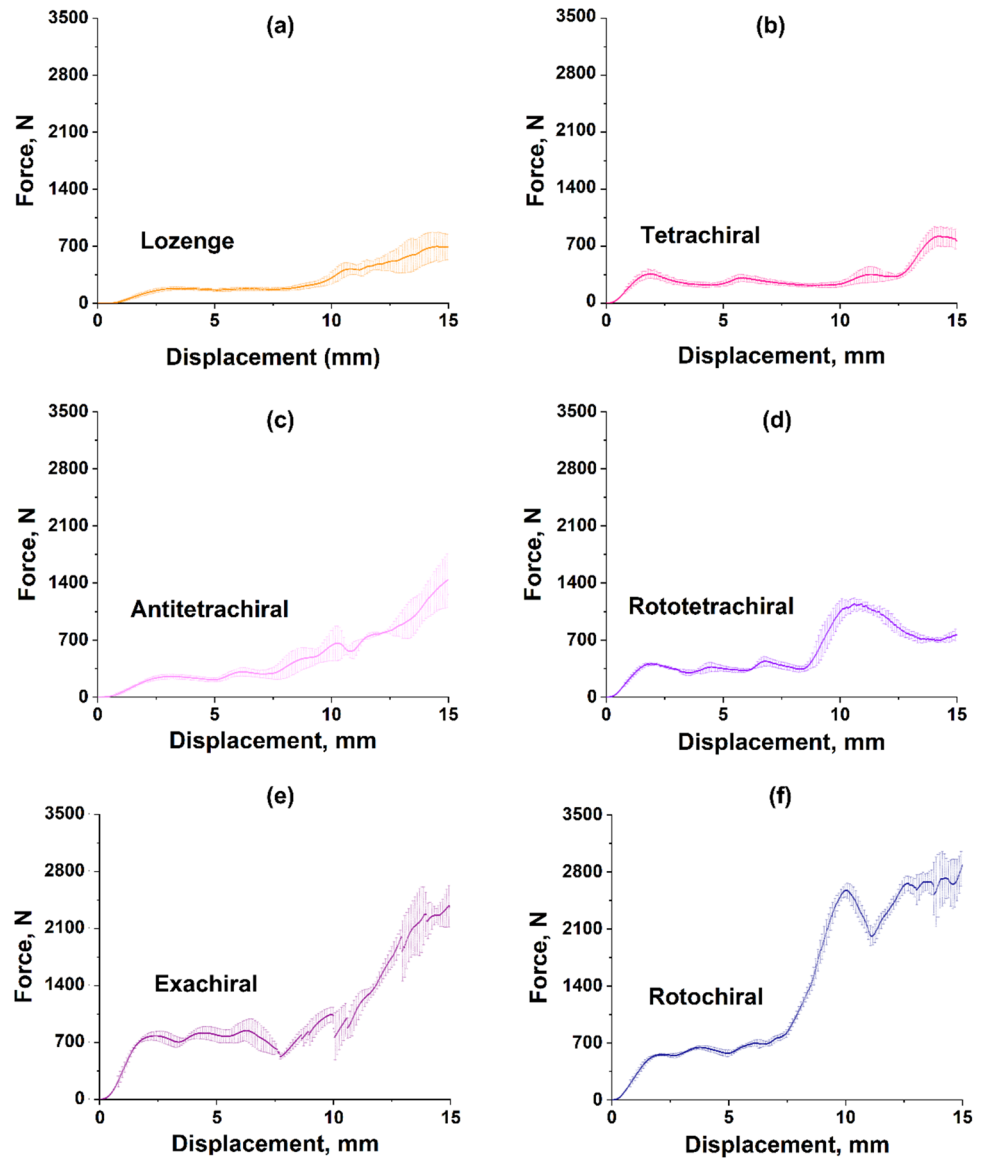 (a)
3500
2800
2100
1400
700
0
Force, N
Lozenge
0 5 10 15
Displacement (mm)
(b)
3500
2800
2100
1400
700
0
Force, N
Tetrachiral
0 5 10 15
Displacement, mm
(c)
3500
2800
2100
1400
700
0
Force, N
Antitetrachiral
0 5 10 15
Displacement, mm
(d)
3500
2800
2100
1400
700
0
Force, N
Rototetrachiral
0 5 10 15
Displacement, mm
(e)
3500
2800
2100
1400
700
0
Force, N
Exachiral
0 5 10 15
Displacement, mm
(f)
3500
2800
2100
1400
700
0
Force, N
Rotochiral
0 5 10 15
Displacement, mm